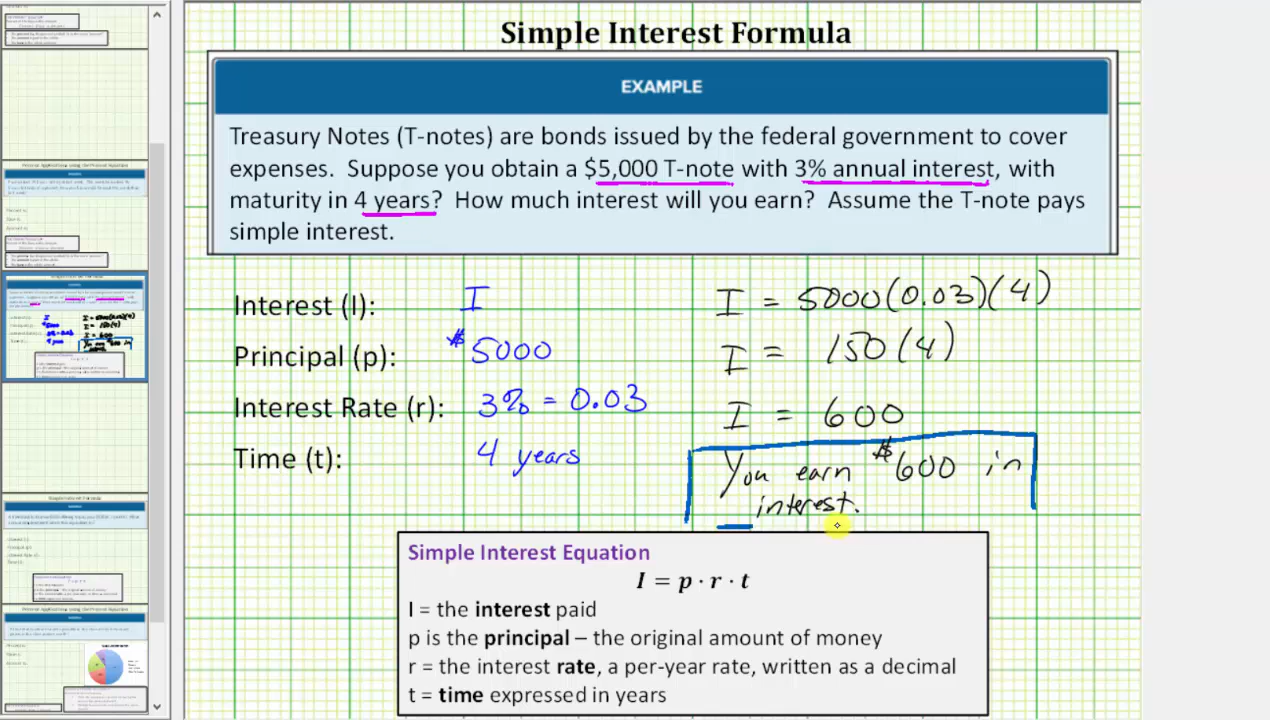 Simple Interest Formula
EXAMPLE
Treasury Notes (T-notes) are bonds issued by the federal government to cover
expenses. Suppose you obtain a $5,000 T-note with 3% annual interest, with
maturity in 4 years? How much interest will you earn? Assume the T-note pays
simple interest.
Interest (I): I
Principal (p): $5000
Interest Rate (r): 3% = 0.03
Time (t): 4 years
I = 5000(0.03)(4)
I = 150(4)
I = 600
You earn $600 in
interest.
Simple Interest Equation
I = p · r · t
I = the interest paid
p is the principal – the original amount of money
r = the interest rate, a per-year rate, written as a decimal
t = time exposed in years